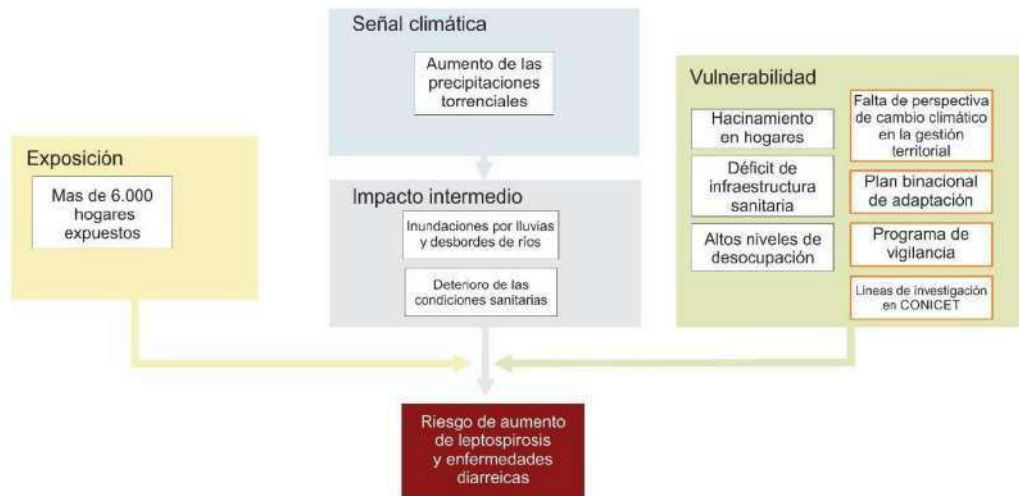 Señal climática
Aumento de las
precipitaciones
torrenciales
Exposición
Mas de 6.000
hogares
expuestos
Impacto intermedio
Inundaciones por lluvias
y desbordes de ríos
Deterioro de las
condiciones sanitarias
Vulnerabilidad
Hacinamiento
en hogares
Déficit de
infraestructura
sanitaria
Altos niveles de
desocupación
Falta de perspectiva
de cambio climático
en la gestión
territorial
Plan binacional
de adaptación
Programa de
vigilancia
Lineas de investigación
en CONICET
Riesgo de aumento
de leptospirosis
y enfermedades
diarreicas